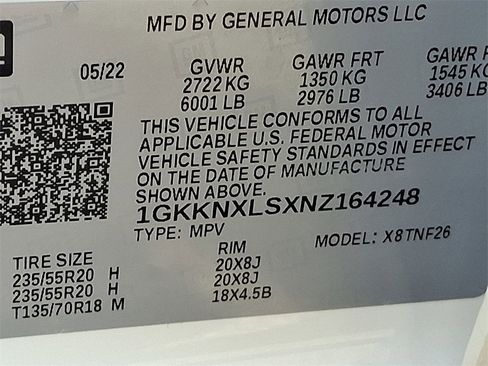 MFD BY GENERAL MOTORS LLC
05/22 GVWR GAWR FRT GAWR
2722 KG 1350 KG 1545 KG
6001 LB 2976 LB 3406 LB
THIS VEHICLE CONFORMS TO ALL
APPLICABLE U.S. FEDERAL MOTOR
VEHICLE SAFETY STANDARDS IN EFFECT
ON THE DATE OF MANUFACTURE
SHOWN ABOVE.
1GKKNXLSXNZ164248
TYPE: MPV MODEL: X8TNF26
TIRE SIZE RIM
235/55R20 H 20X8J
235/55R20 H 20X8J
T135/70R18 M 18X4.5B